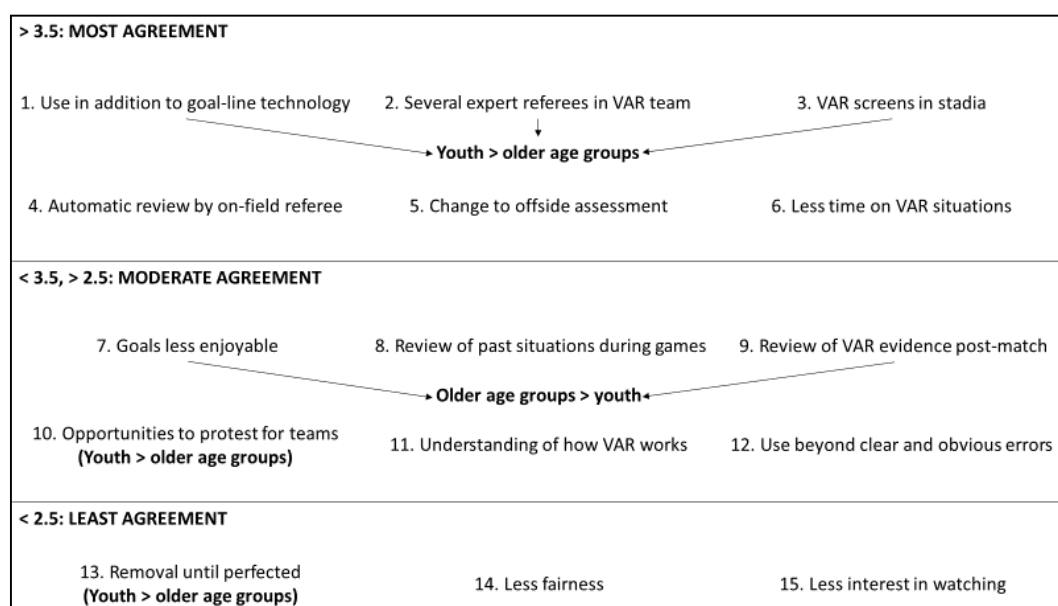 > 3.5: MOST AGREEMENT
1. Use in addition to goal-line technology
2. Several expert referees in VAR team
3. VAR screens in stadia
Youth > older age groups
4. Automatic review by on-field referee
5. Change to offside assessment
6. Less time on VAR situations
< 3.5, > 2.5: MODERATE AGREEMENT
7. Goals less enjoyable
8. Review of past situations during games
9. Review of VAR evidence post-match
Older age groups > youth
10. Opportunities to protest for teams
(Youth > older age groups)
11. Understanding of how VAR works
12. Use beyond clear and obvious errors
< 2.5: LEAST AGREEMENT
13. Removal until perfected
(Youth > older age groups)
14. Less fairness
15. Less interest in watching